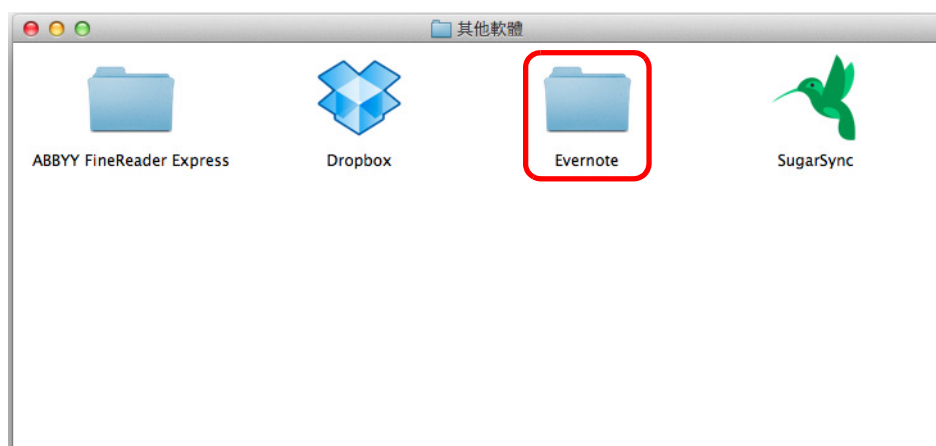 其他軟體
ABBYY FineReader Express
Dropbox
Evernote
SugarSync